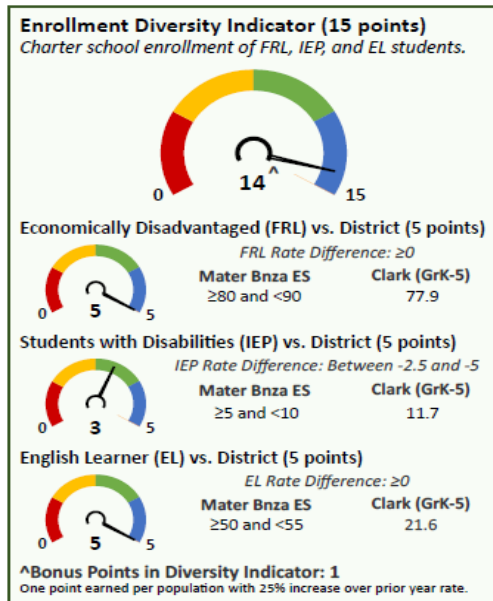 Enrollment Diversity Indicator (15 points)
Charter school enrollment of FRL, IEP, and EL students.
0 14^ 15
Economically Disadvantaged (FRL) vs. District (5 points)
FRL Rate Difference: ≥0
Mater Bnza ES Clark (GrK-5)
≥80 and <90 77.9
0 5 5
Students with Disabilities (IEP) vs. District (5 points)
IEP Rate Difference: Between -2.5 and -5
Mater Bnza ES Clark (GrK-5)
≥5 and <10 11.7
0 3 5
English Learner (EL) vs. District (5 points)
EL Rate Difference: ≥0
Mater Bnza ES Clark (GrK-5)
≥50 and <55 21.6
0 5 5
^Bonus Points in Diversity Indicator: 1
One point earned per population with 25% increase over prior year rate.